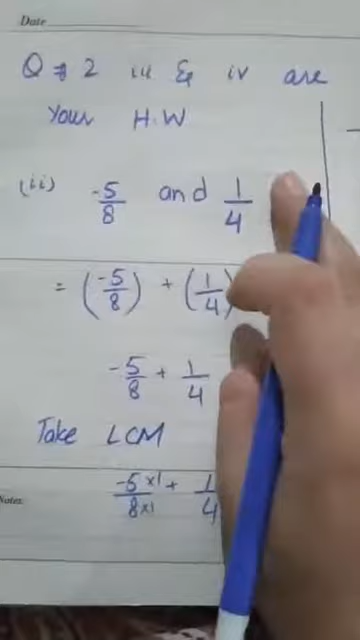 Date
Q # 2 iii & iv are
Your H.W
(ii) -5/8 and 1/4
= (-5/8) + (1/4)
-5/8 + 1/4
Take LCM
Notes:
-5×1/8×1 + 1/4